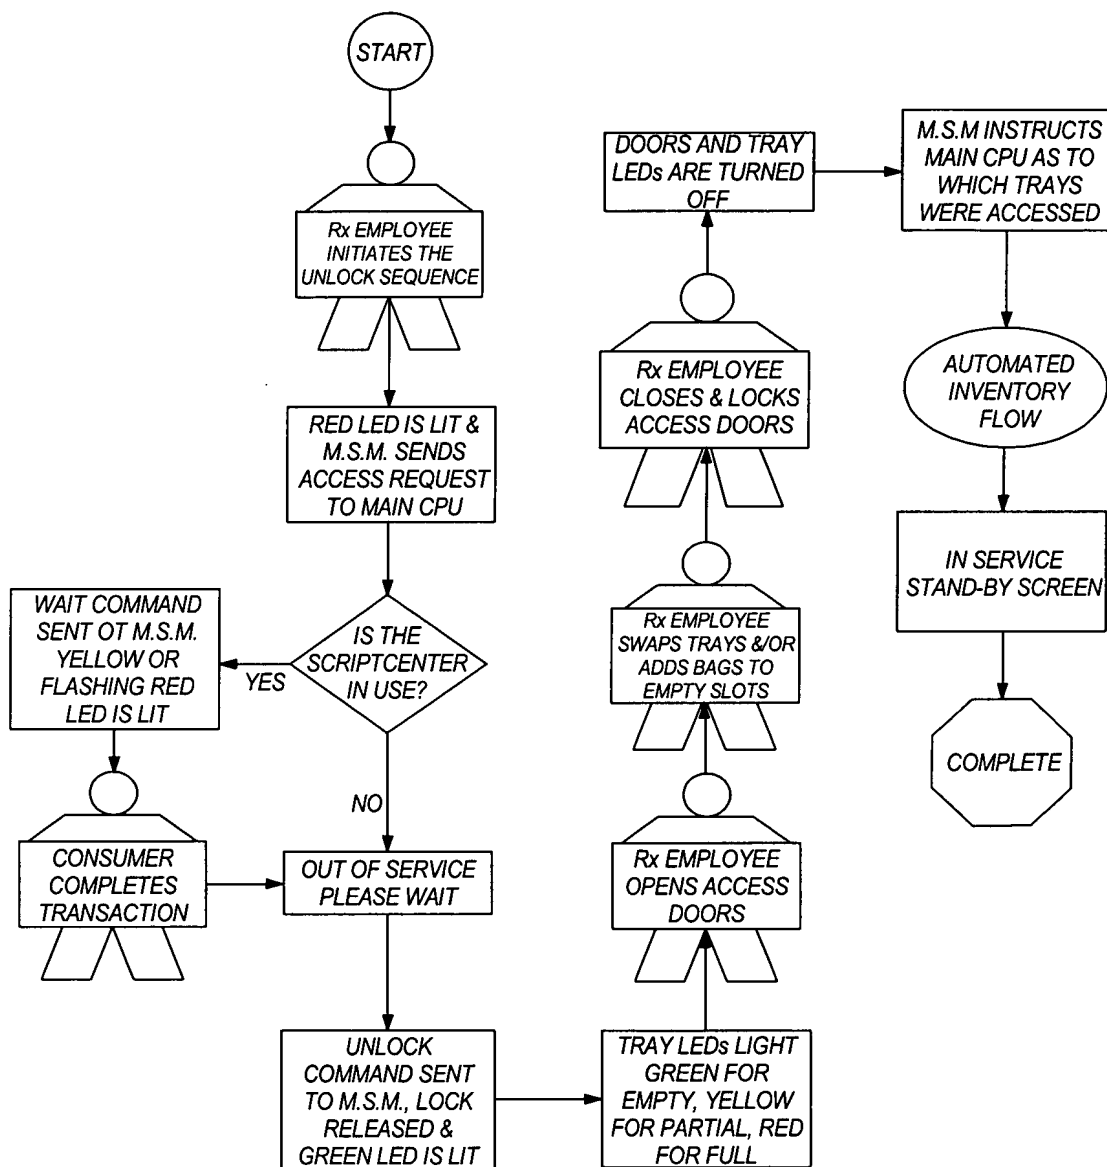 START
Rx EMPLOYEE
INITIATES THE
UNLOCK SEQUENCE
RED LED IS LIT &
M.S.M. SENDS
ACCESS REQUEST
TO MAIN CPU
IS THE
SCRIPTCENTER
IN USE?
YES
WAIT COMMAND
SENT OT M.S.M.
YELLOW OR
FLASHING RED
LED IS LIT
CONSUMER
COMPLETES
TRANSACTION
NO
OUT OF SERVICE
PLEASE WAIT
UNLOCK
COMMAND SENT
TO M.S.M., LOCK
RELEASED &
GREEN LED IS LIT
TRAY LEDs LIGHT
GREEN FOR
EMPTY, YELLOW
FOR PARTIAL, RED
FOR FULL
Rx EMPLOYEE
OPENS ACCESS
DOORS
Rx EMPLOYEE
SWAPS TRAYS &/OR
ADDS BAGS TO
EMPTY SLOTS
Rx EMPLOYEE
CLOSES & LOCKS
ACCESS DOORS
DOORS AND TRAY
LEDs ARE TURNED
OFF
M.S.M INSTRUCTS
MAIN CPU AS TO
WHICH TRAYS
WERE ACCESSED
AUTOMATED
INVENTORY
FLOW
IN SERVICE
STAND-BY SCREEN
COMPLETE